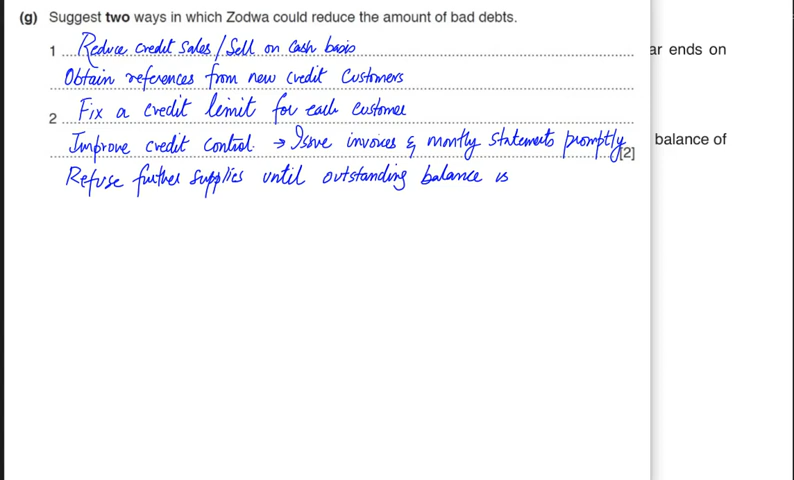 (g) Suggest two ways in which Zodwa could reduce the amount of bad debts.
1 Reduce credit sales / Sell on cash basis
ar ends on
Obtain references from new credit customers
2 Fix a credit limit for each customer
Improve credit control. → Issue invoices & montly statements promptly
balance of
[2]
Refuse further supplies until outstanding balance is